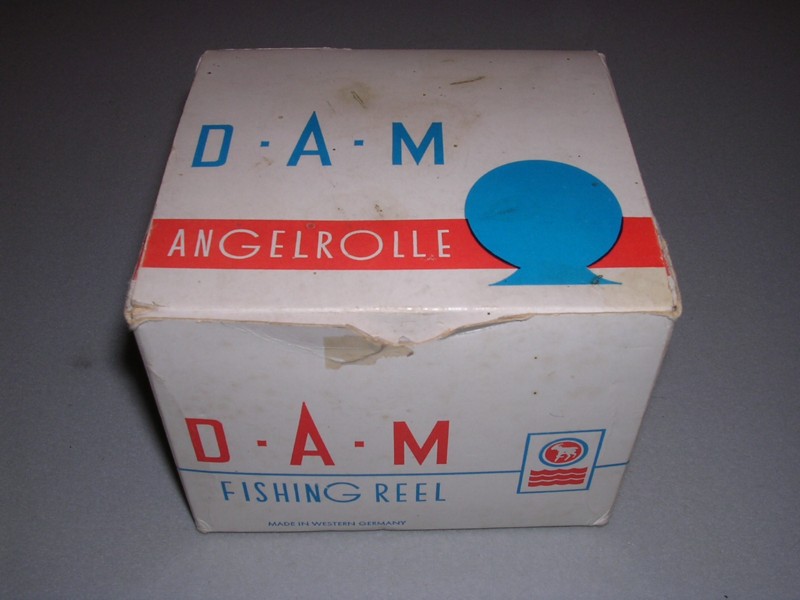 D·A·M
ANGELROLLE
D·A·M
FISHING REEL
MADE IN WESTERN GERMANY